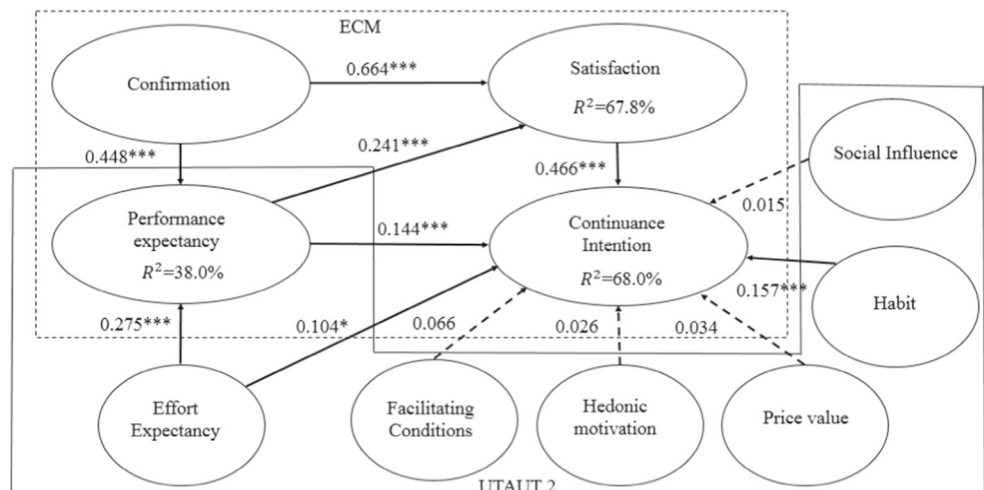 ECM
Confirmation
0.664***
Satisfaction
R²=67.8%
Social Influence
0.448***
0.241***
0.466***
0.015
Performance
expectancy
R²=38.0%
0.144***
Continuance
Intention
R²=68.0%
0.157***
Habit
0.275***
0.104*
0.066
0.026
0.034
Effort
Expectancy
Facilitating
Conditions
Hedonic
motivation
Price value
UTAUT 2